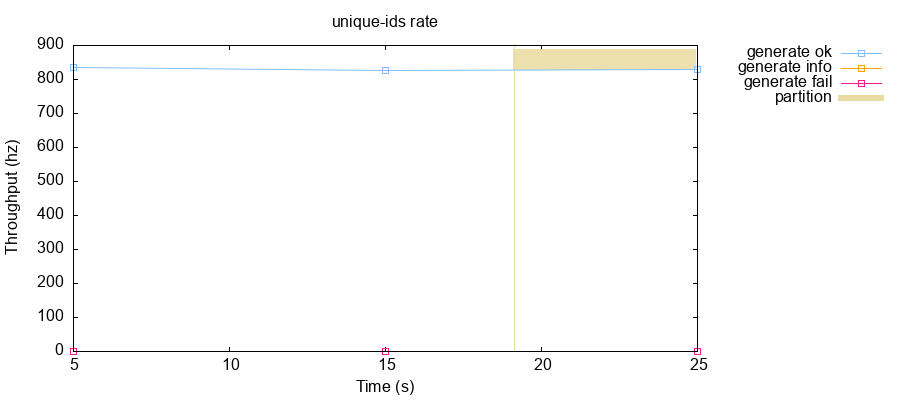 unique-ids rate
900
800
700
600
500
400
300
200
100
0
Throughput (hz)
5
10
15
20
25
Time (s)
generate ok
generate info
generate fail
partition